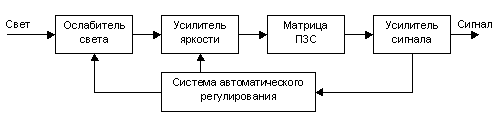 Свет
Ослабитель
света
Усилитель
яркости
Матрица
ПЗС
Усилитель
сигнала
Сигнал
Система автоматического
регулирования